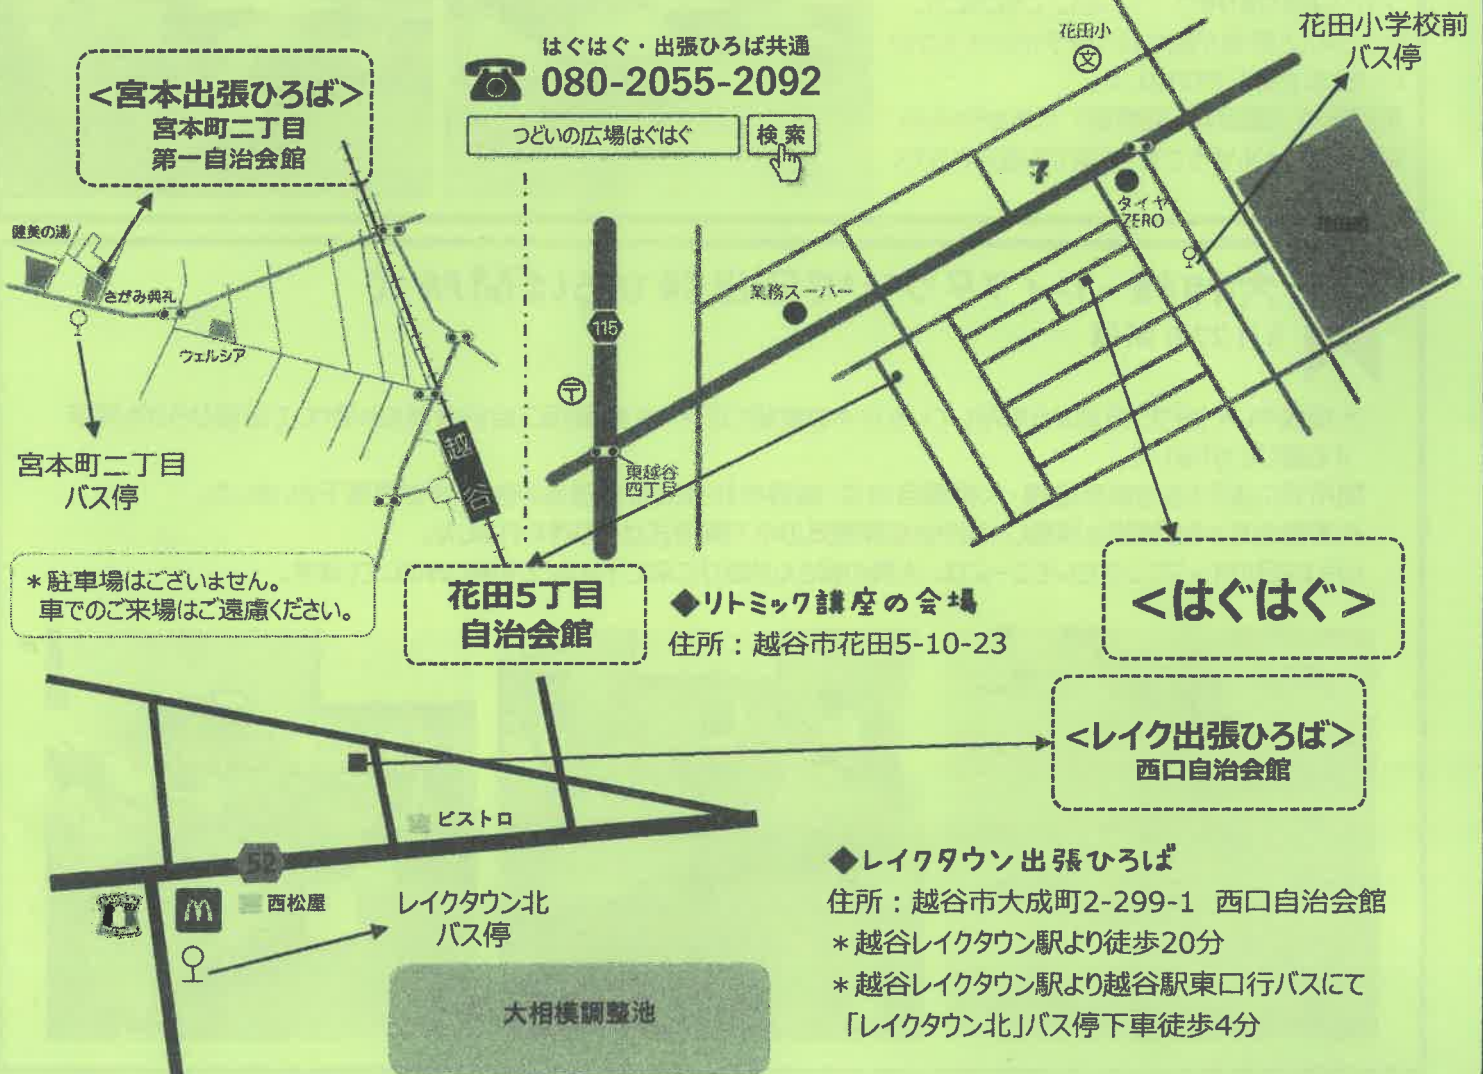 はぐはぐ・出張ひろば共通
080-2055-2092
つどいの広場はぐはぐ
検索
<宮本出張ひろば>
宮本町二丁目
第一自治会館
健美の湯
さがみ典礼
ウェルシア
宮本町二丁目
バス停
越谷
＊駐車場はございません。
車でのご来場はご遠慮ください。
花田小
文
花田小学校前
バス停
7
タイヤ
ZERO
業務スーパー
115
〒
東越谷
四丁目
花田5丁目
自治会館
◆リトミック講座の会場
住所：越谷市花田5-10-23
<はぐはぐ>
<レイク出張ひろば>
西口自治会館
ビストロ
52
西松屋
レイクタウン北
バス停
大相模調整池
◆レイクタウン出張ひろば
住所：越谷市大成町2-299-1 西口自治会館
＊越谷レイクタウン駅より徒歩20分
＊越谷レイクタウン駅より越谷駅東口行バスにて
「レイクタウン北」バス停下車徒歩4分